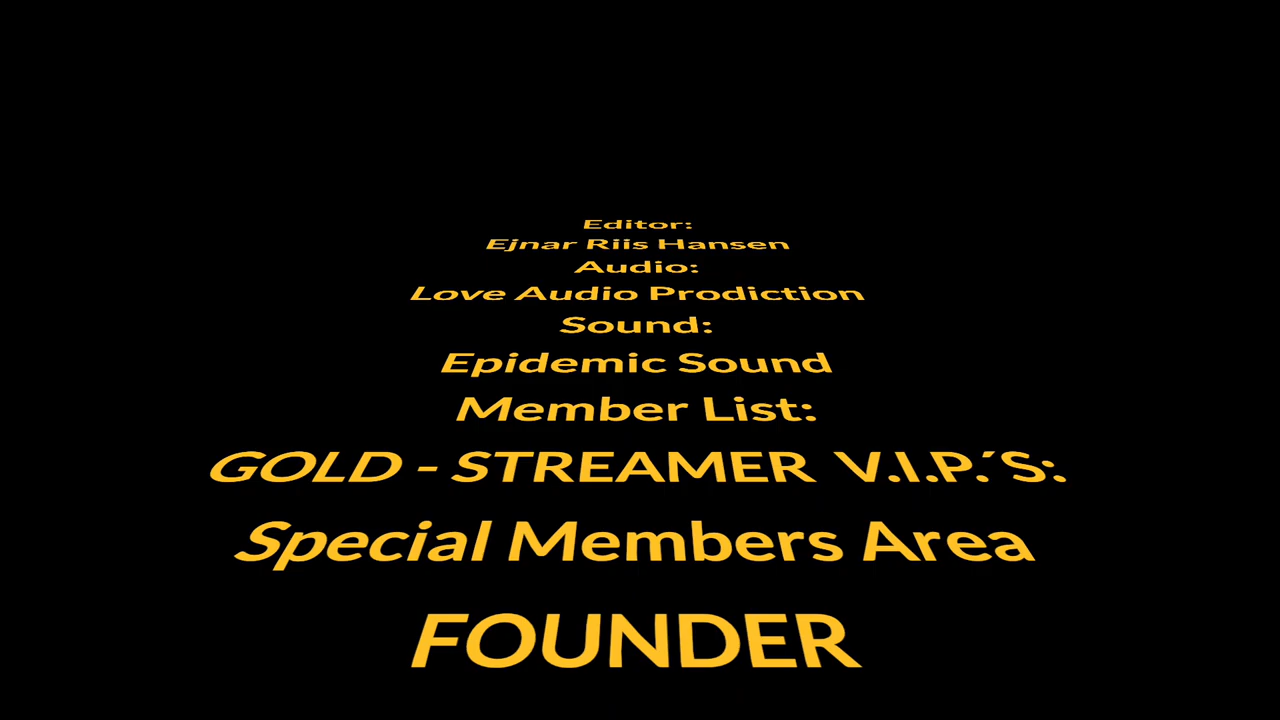 Editor:
Ejnar Riis Hansen
Audio:
Love Audio Prodiction
Sound:
Epidemic Sound
Member List:
GOLD - STREAMER V.I.P.´S:
Special Members Area
FOUNDER